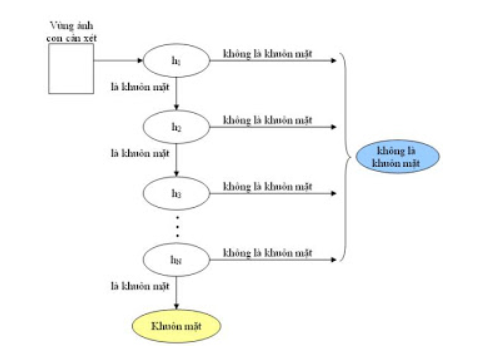 Vùng ảnh
con cần xét
h1
không là khuôn mặt
là khuôn mặt
h2
không là khuôn mặt
là khuôn mặt
không là
khuôn mặt
h3
không là khuôn mặt
hN
không là khuôn mặt
là khuôn mặt
Khuôn mặt